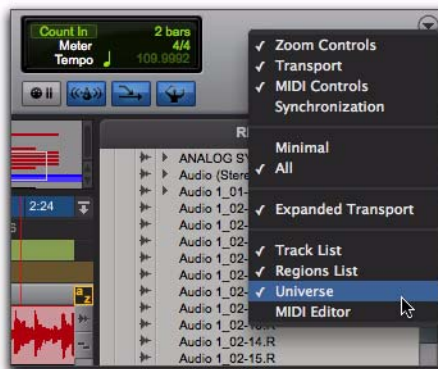 Count In 2 bars
Meter 4/4
Tempo 109.9992
Zoom Controls
Transport
MIDI Controls
Synchronization
Minimal
All
Expanded Transport
Track List
Regions List
Universe
MIDI Editor
2:24
a z
ANALOG
Audio (Stere
Audio 1_01-
Audio 1_02-
Audio 1_02-
Audio 1_02-
Audio 1_02-
Audio 1_02-
Audio 1_02-
Audio 1_02-
Audio 1_02-14.R
Audio 1_02-15.R